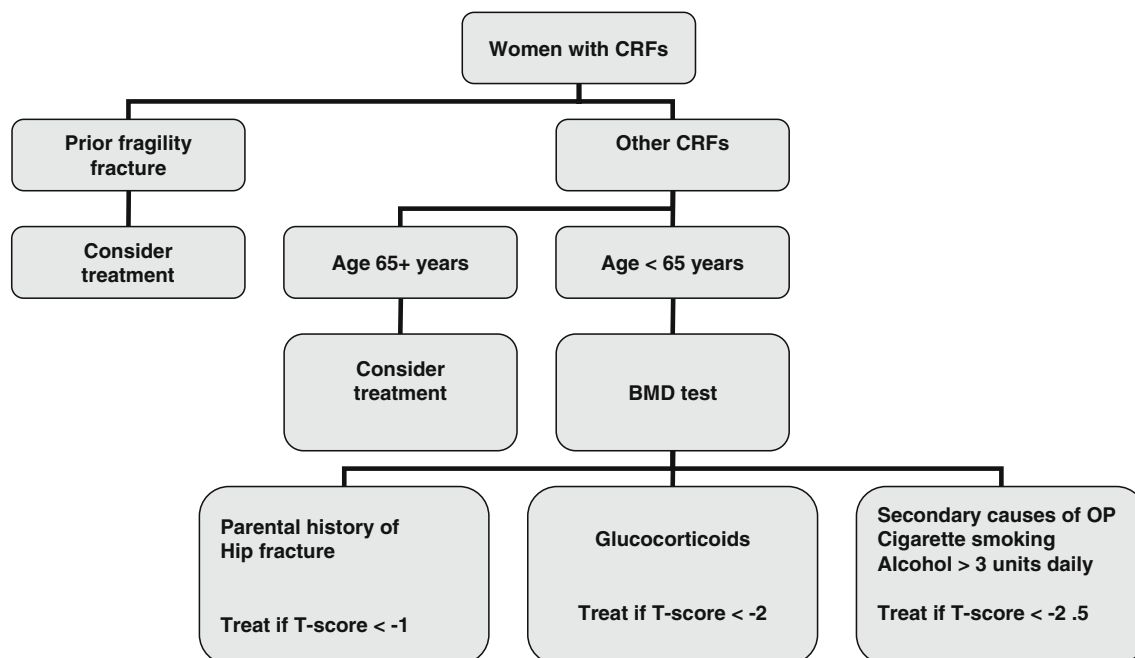 Women with CRFs
Prior fragility
fracture
Other CRFs
Consider
treatment
Age 65+ years
Age < 65 years
Consider
treatment
BMD test
Parental history of
Hip fracture
Treat if T-score < -1
Glucocorticoids
Treat if T-score < -2
Secondary causes of OP
Cigarette smoking
Alcohol > 3 units daily
Treat if T-score < -2 .5